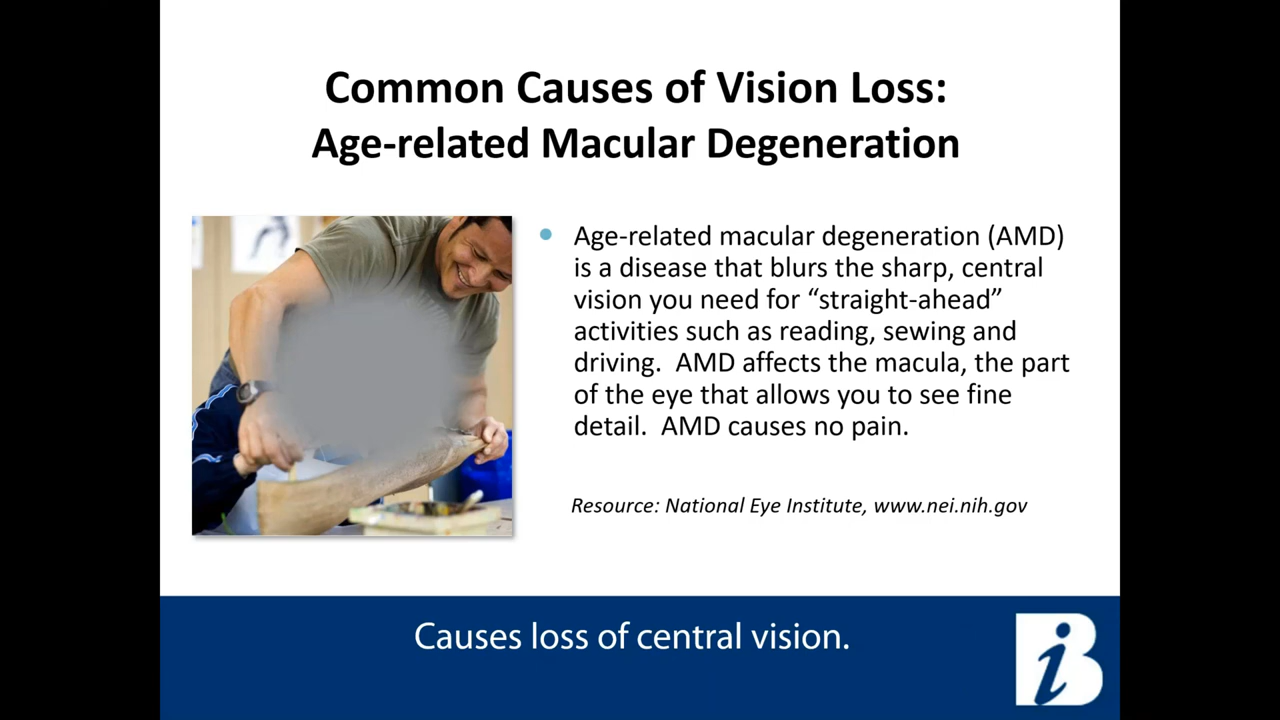 Common Causes of Vision Loss:
Age-related Macular Degeneration
• Age-related macular degeneration (AMD)
is a disease that blurs the sharp, central
vision you need for “straight-ahead”
activities such as reading, sewing and
driving.  AMD affects the macula, the part
of the eye that allows you to see fine
detail.  AMD causes no pain.
Resource: National Eye Institute, www.nei.nih.gov
Causes loss of central vision.
iB